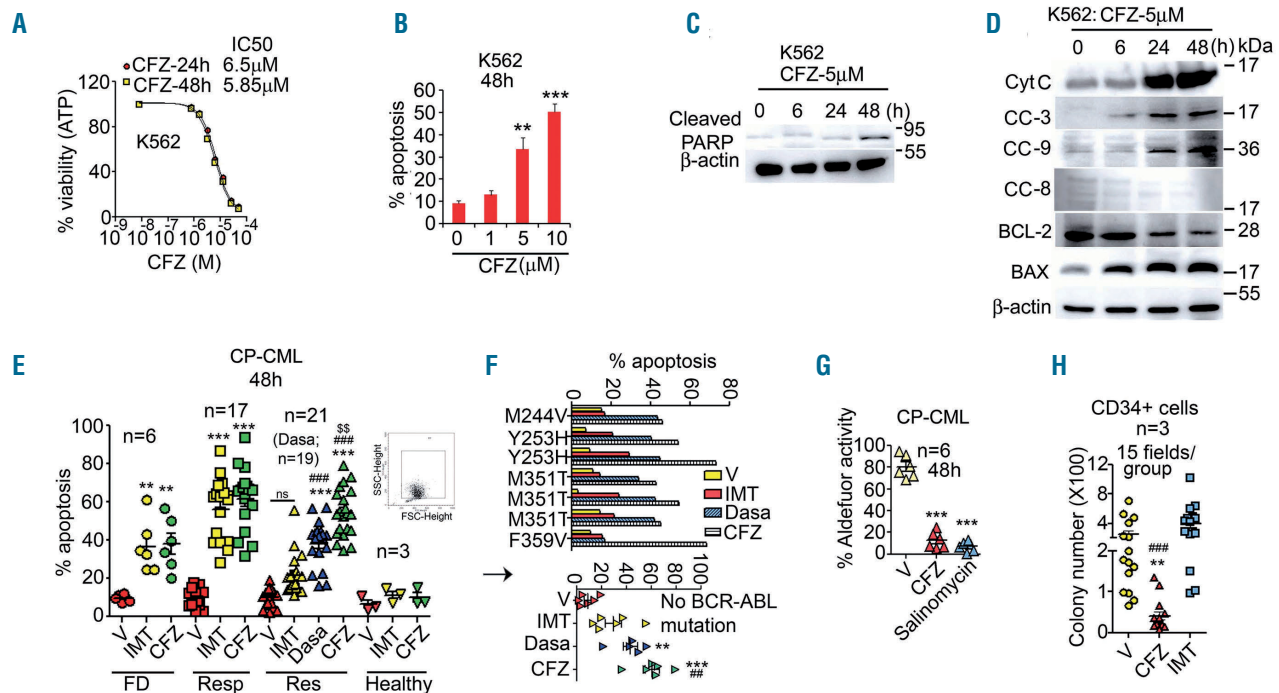 A
IC50
CFZ-24h 6.5µM
CFZ-48h 5.85µM
% viability (ATP)
120
80
40
0
K562
10-9 10-8 10-6 10-5 10-4
CFZ (M)
B
K562
48h
% apoptosis
60
50
40
30
20
10
0
**
***
0 1 5 10
CFZ(µM)
C
K562
CFZ-5µM
0 6 24 48 (h)
Cleaved
PARP
β-actin
95
55
D
K562: CFZ-5µM
0 6 24 48 (h) kDa
Cyt C 17
CC-3 17
CC-9 36
CC-8
17
BCL-2 28
BAX 17
55
β-actin
E
CP-CML
48h
% apoptosis
100
80
60
40
20
0
n=6
** **
n=17
*** ***
n=21
(Dasa;
n=19)
ns
###
***
$$
###
***
n=3
SSC-Height
FSC-Height
V IMT CFZ V IMT CFZ V IMT Dasa CFZ V IMT CFZ
FD Resp Res Healthy
F
% apoptosis
0 20 40 60 80
M244V
Y253H
Y253H
M351T
M351T
M351T
F359V
V
IMT
Dasa
CFZ
0 20 40 60 80 100
No BCR-ABL
mutation
V
IMT
Dasa **
CFZ ***
##
G
CP-CML
n=6
48h
% Aldefuor activity
100
80
60
40
30
20
10
0
*** ***
V CFZ Salinomycin
H
CD34+ cells
n=3
15 fields/
group
Colony number (X100)
12
8
4
2
1
0
###
**
V CFZ IMT